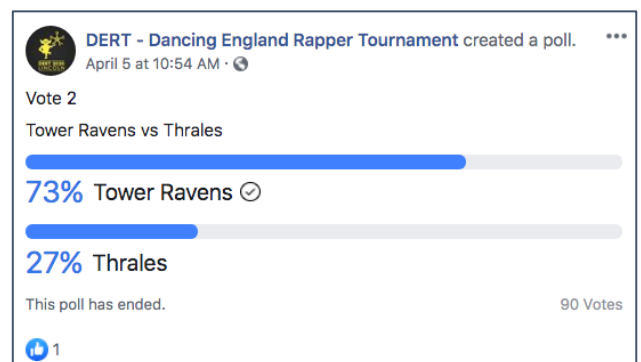 DERT - Dancing England Rapper Tournament created a poll.
April 5 at 10:54 AM ·
Vote 2
Tower Ravens vs Thrales
73% Tower Ravens
27% Thrales
This poll has ended. 90 Votes
1